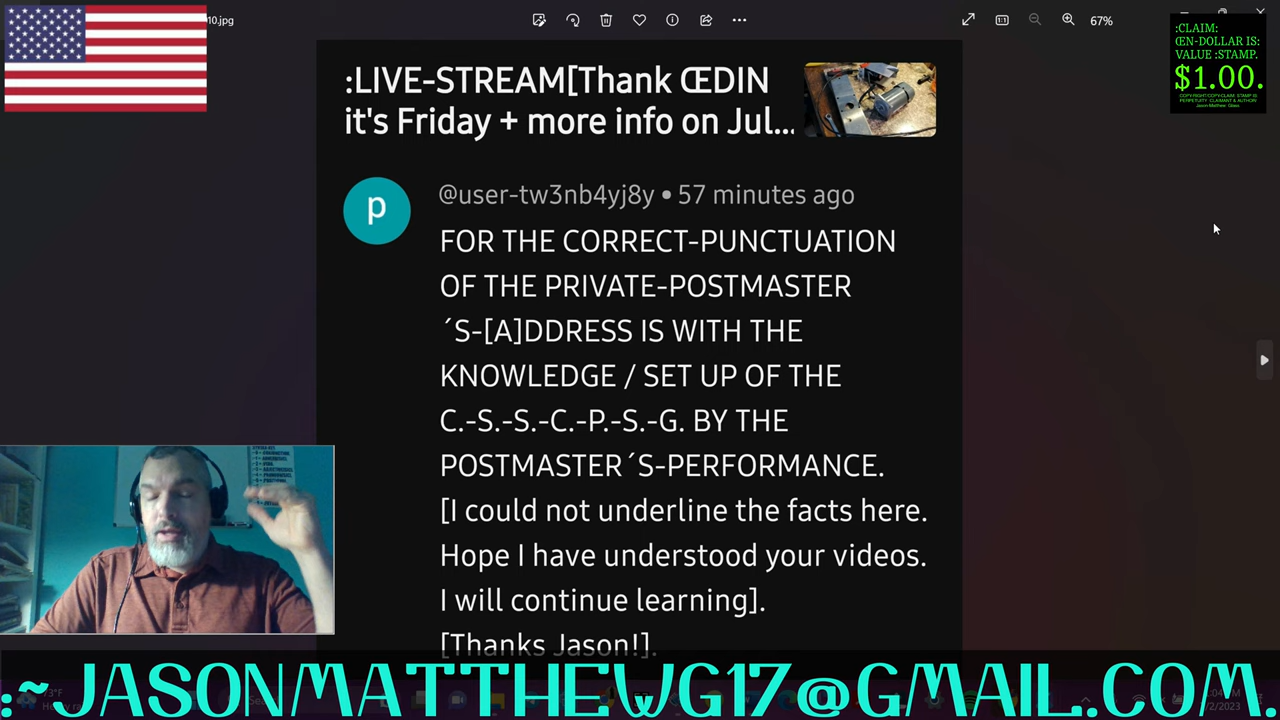 10.jpg
67%
:CLAIM:
ŒN-DOLLAR IS:
VALUE :STAMP.
$1.00.
:LIVE-STREAM[Thank ŒDIN
it's Friday + more info on Jul...
p
@user-tw3nb4yj8y • 57 minutes ago
FOR THE CORRECT-PUNCTUATION
OF THE PRIVATE-POSTMASTER
´S-[A]DDRESS IS WITH THE
KNOWLEDGE / SET UP OF THE
C.-S.-S.-C.-P.-S.-G. BY THE
POSTMASTER´S-PERFORMANCE.
[I could not underline the facts here.
Hope I have understood your videos.
I will continue learning].
[Thanks Jason!].
:~JASONMATTHEWG17@GMAIL.COM.